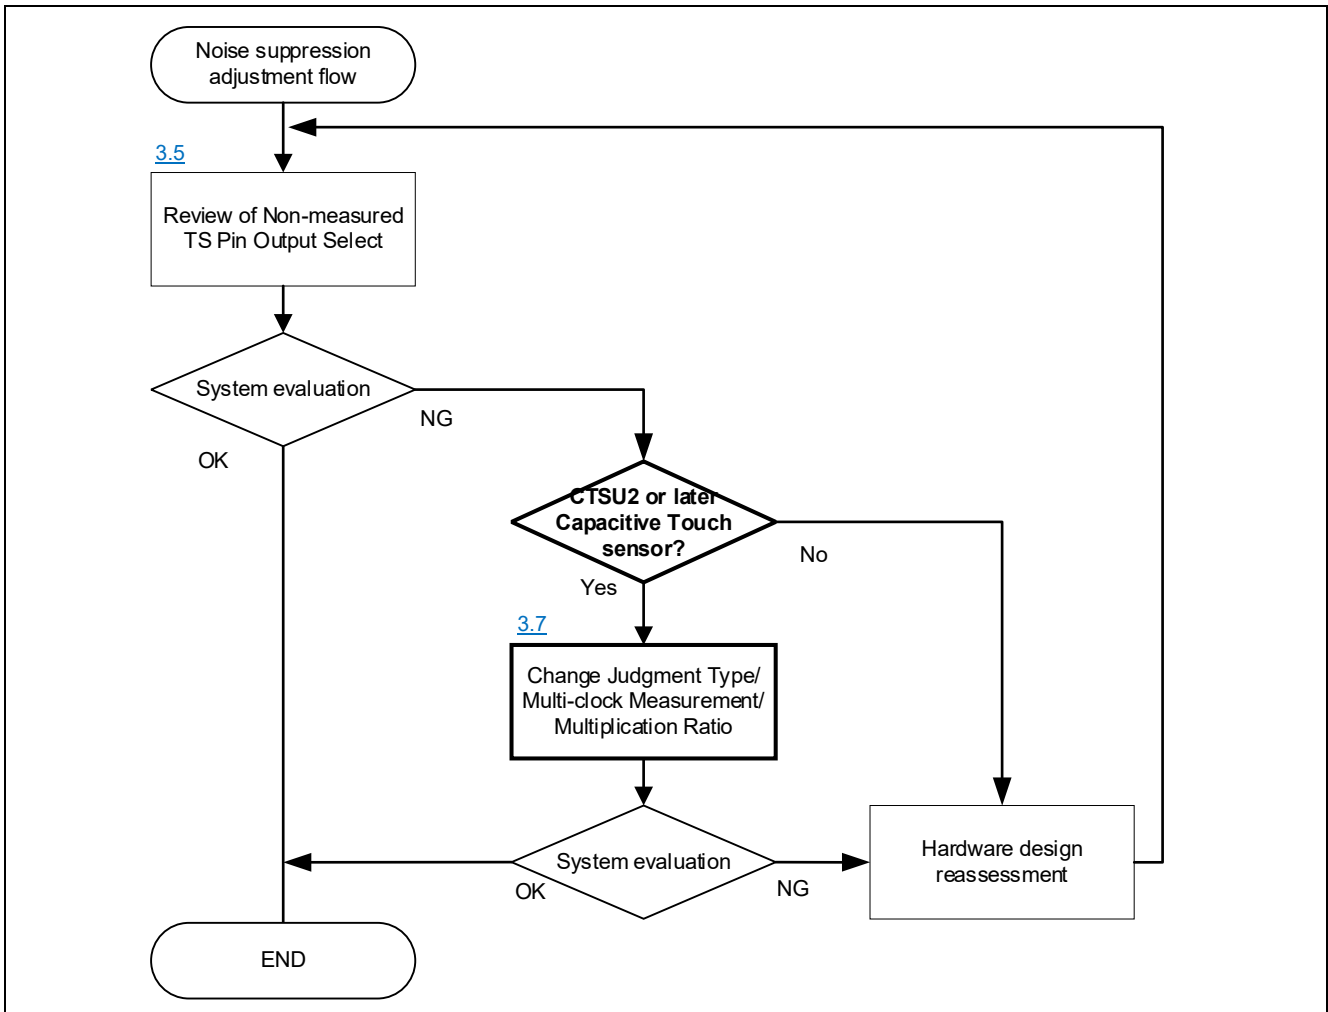 Noise suppression
adjustment flow
3.5
Review of Non-measured
TS Pin Output Select
System evaluation
NG
OK
CTSU2 or later
Capacitive Touch
sensor?
No
Yes
3.7
Change Judgment Type/
Multi-clock Measurement/
Multiplication Ratio
System evaluation
OK
NG
Hardware design
reassessment
END